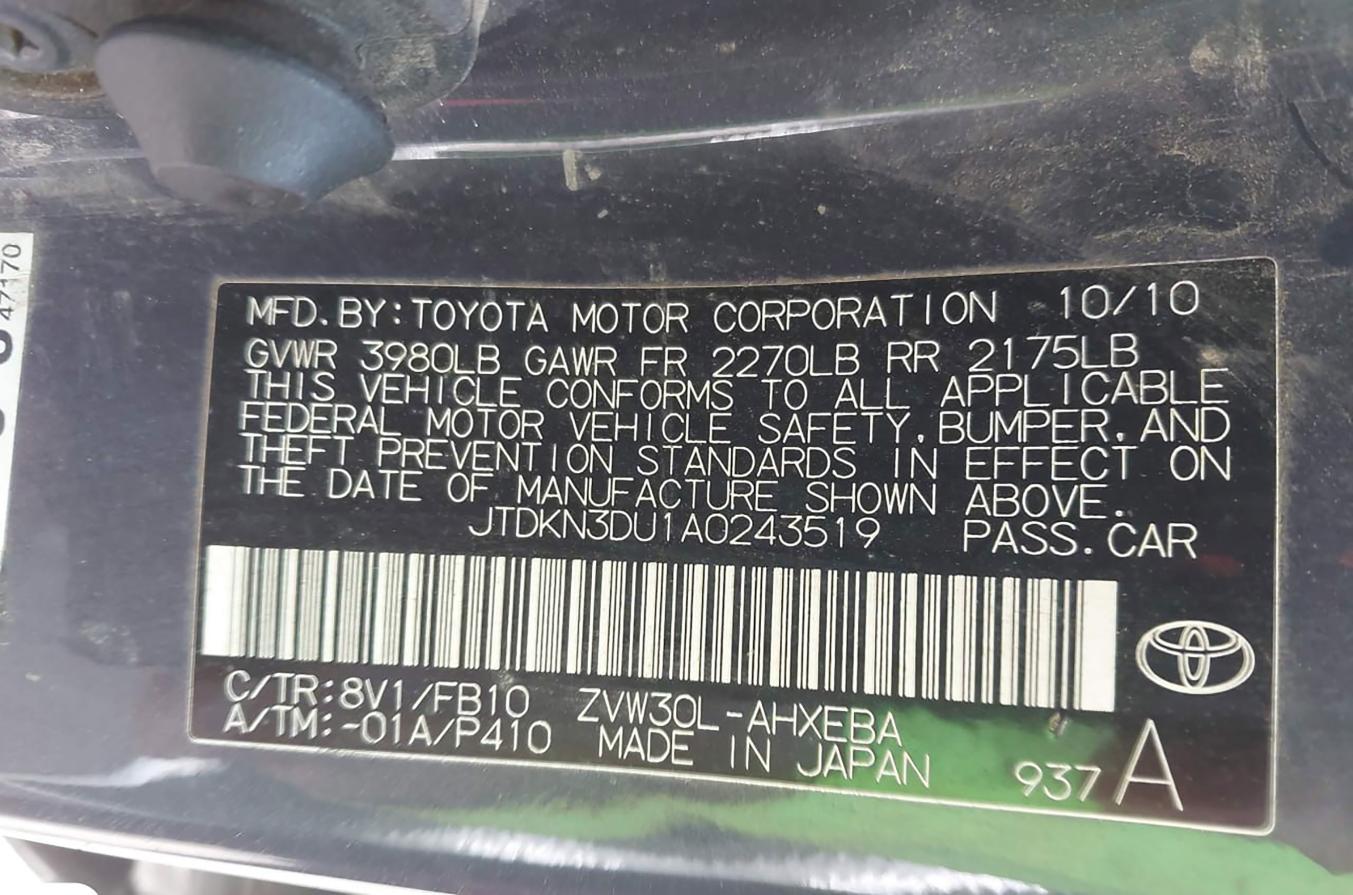 47170
MFD.BY:TOYOTA MOTOR CORPORATION 10/10
GVWR 3980LB GAWR FR 2270LB RR 2175LB
THIS VEHICLE CONFORMS TO ALL APPLICABLE
FEDERAL MOTOR VEHICLE SAFETY,BUMPER,AND
THEFT PREVENTION STANDARDS IN EFFECT ON
THE DATE OF MANUFACTURE SHOWN ABOVE.
JTDKN3DU1A0243519 PASS.CAR
C/TR:8V1/FB10 ZVW30L-AHXEBA
A/TM:-01A/P410 MADE IN JAPAN 937 A